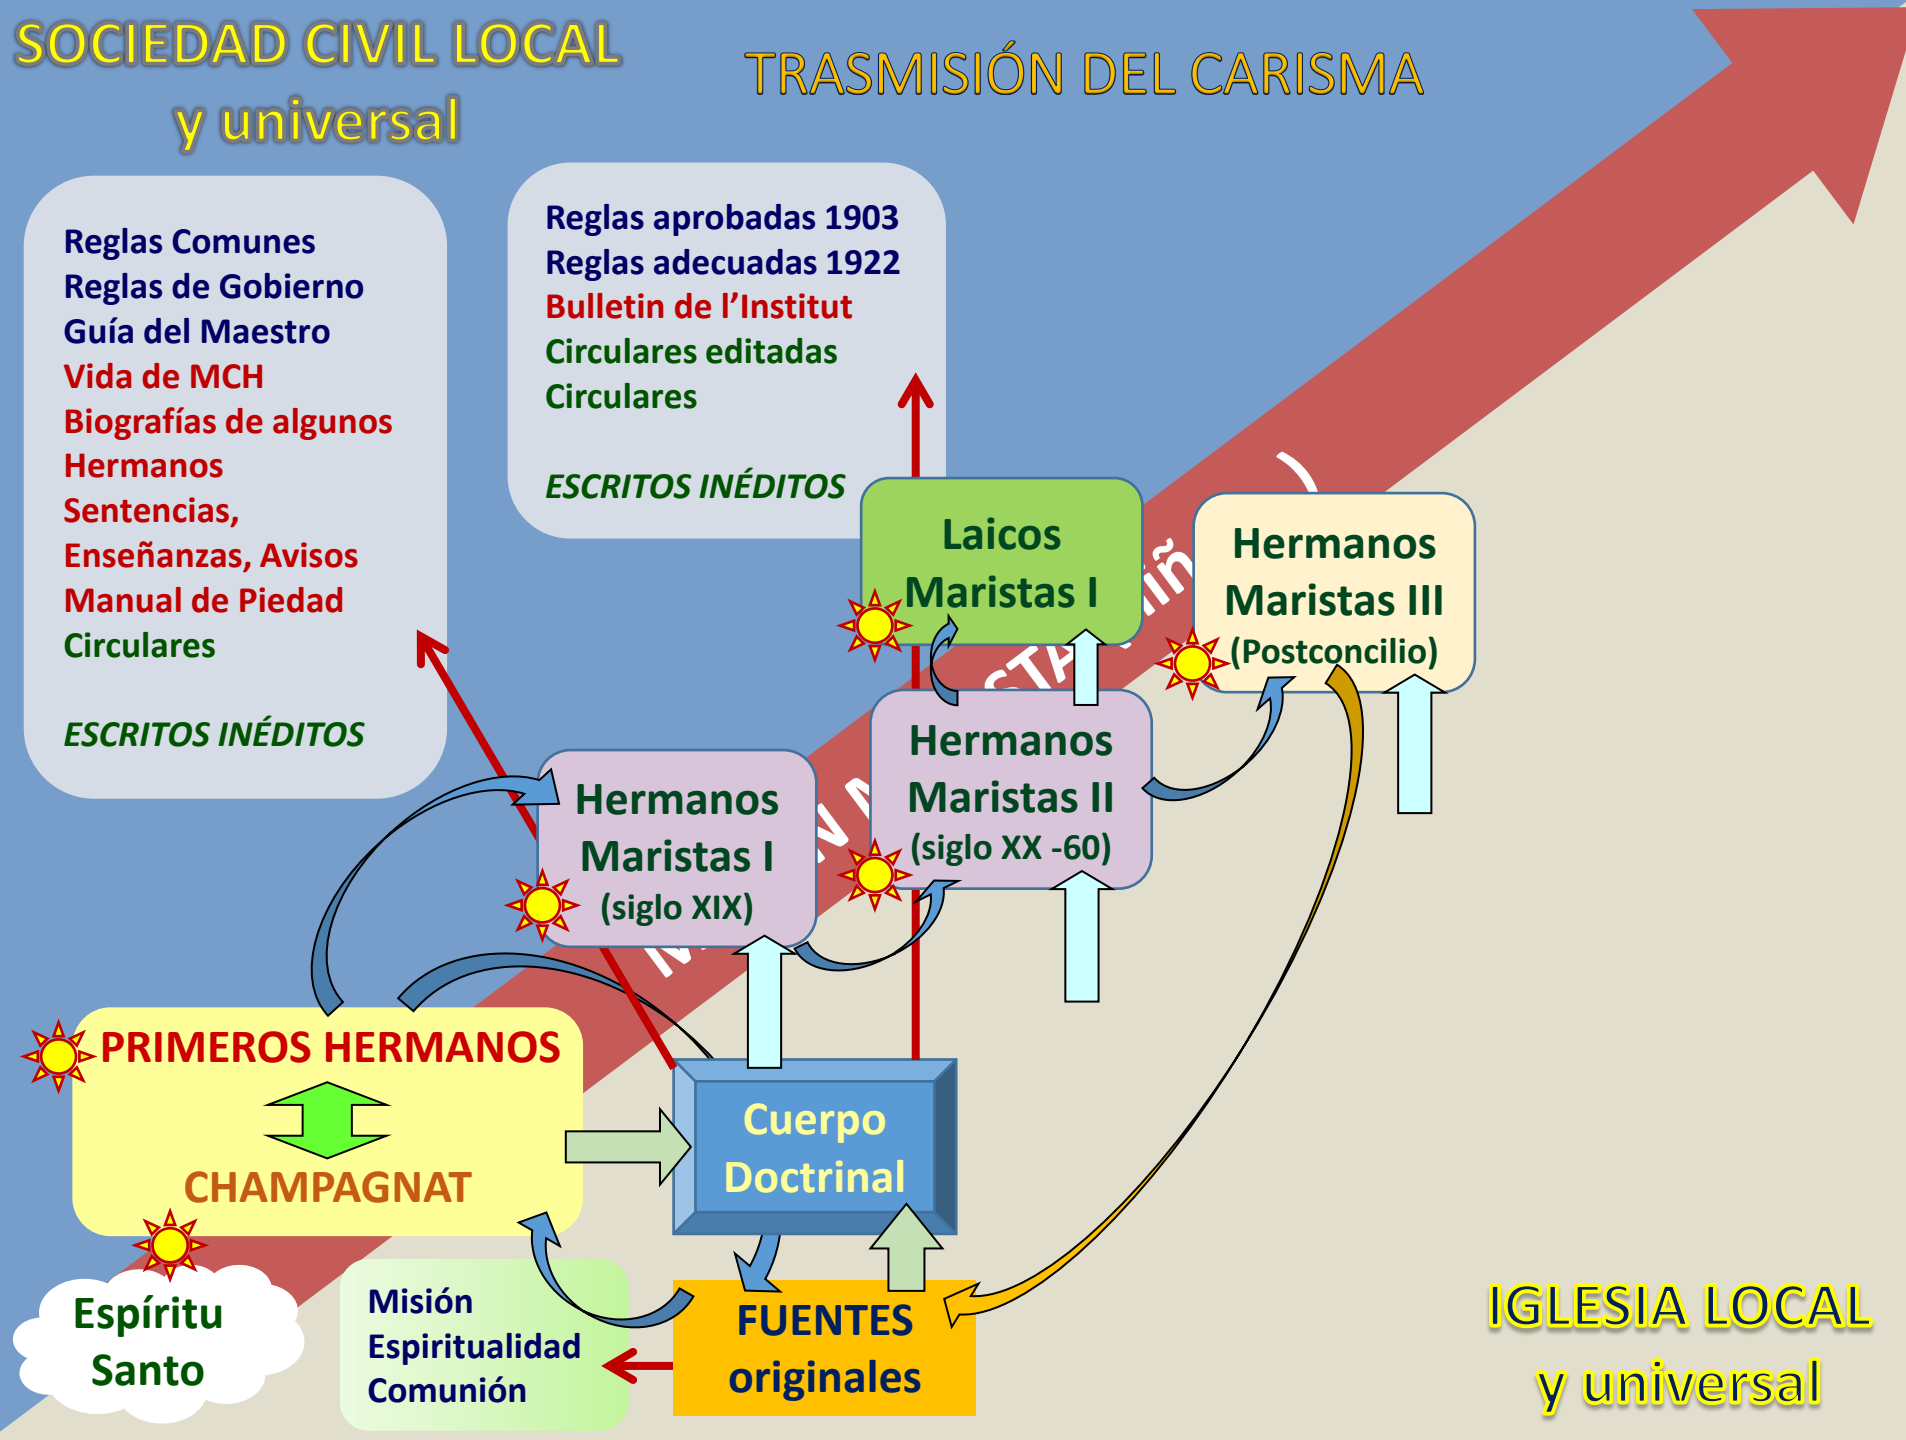 SOCIEDAD CIVIL LOCAL
y universal
TRASMISIÓN DEL CARISMA
Reglas Comunes
Reglas de Gobierno
Guía del Maestro
Vida de MCH
Biografías de algunos
Hermanos
Sentencias,
Enseñanzas, Avisos
Manual de Piedad
Circulares
ESCRITOS INÉDITOS
Reglas aprobadas 1903
Reglas adecuadas 1922
Bulletin de l’Institut
Circulares editadas
Circulares
ESCRITOS INÉDITOS
Laicos
Maristas I
Hermanos
Maristas III
(Postconcilio)
Hermanos
Maristas II
(siglo XX -60)
Hermanos
Maristas I
(siglo XIX)
PRIMEROS HERMANOS
CHAMPAGNAT
Cuerpo
Doctrinal
Espíritu
Santo
Misión
Espiritualidad
Comunión
FUENTES
originales
IGLESIA LOCAL
y universal